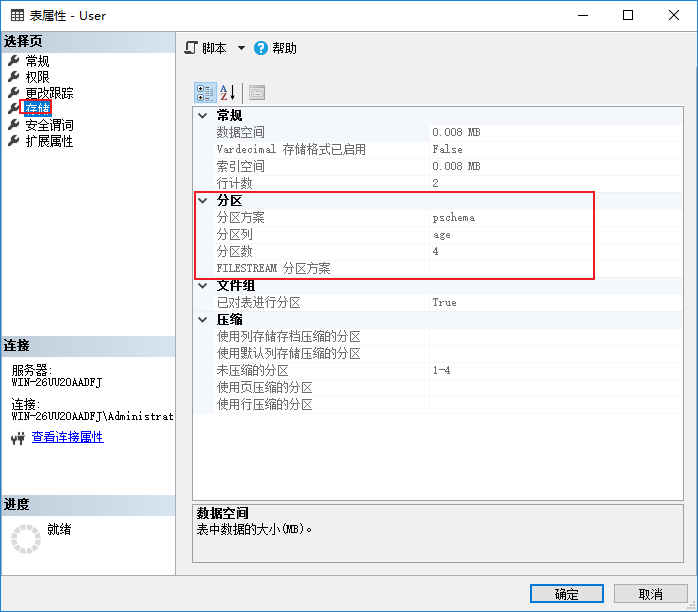 表属性 - User
选择页
常规
权限
更改跟踪
存储
安全谓词
扩展属性
脚本 帮助
常规
数据空间 0.008 MB
Vardecimal 存储格式已启用 False
索引空间 0.008 MB
行计数 2
分区
分区方案 pschema
分区列 age
分区数 4
FILESTREAM 分区方案
文件组
已对表进行分区 True
压缩
使用列存储存档压缩的分区
使用默认列存储压缩的分区
未压缩的分区 1-4
使用页压缩的分区
使用行压缩的分区
连接
服务器:
WIN-26UU2OAADFJ
连接:
WIN-26UU2OAADFJ\Administrat
查看连接属性
进度
就绪
数据空间
表中数据的大小(MB)。
确定 取消